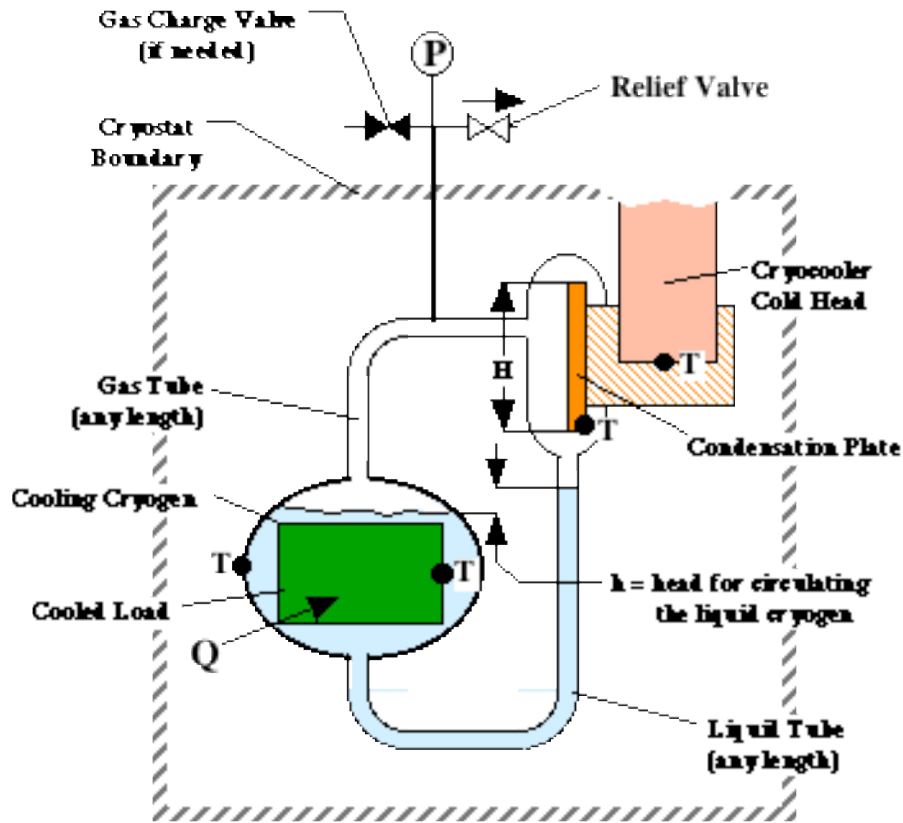 Gas Charge Valve
(if needed)
P
Relief Valve
Cryostat
Boundary
Cryocooler
Cold Head
T
H
Gas Tube
(any length)
T
Condensation Plate
Cooling Cryogen
T
T
h = head for circulating
the liquid cryogen
Cooled Load
Q
Liquid Tube
(any length)